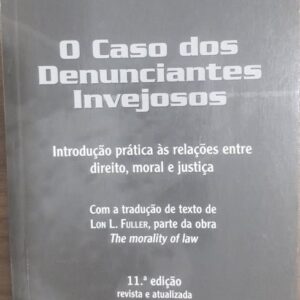 O Caso dos
Denunciantes
Invejosos
Introdução prática às relações entre
direito, moral e justiça
Com a tradução de texto de
LON L. FULLER, parte da obra
The morality of law
11.ª edição
revista e atualizada